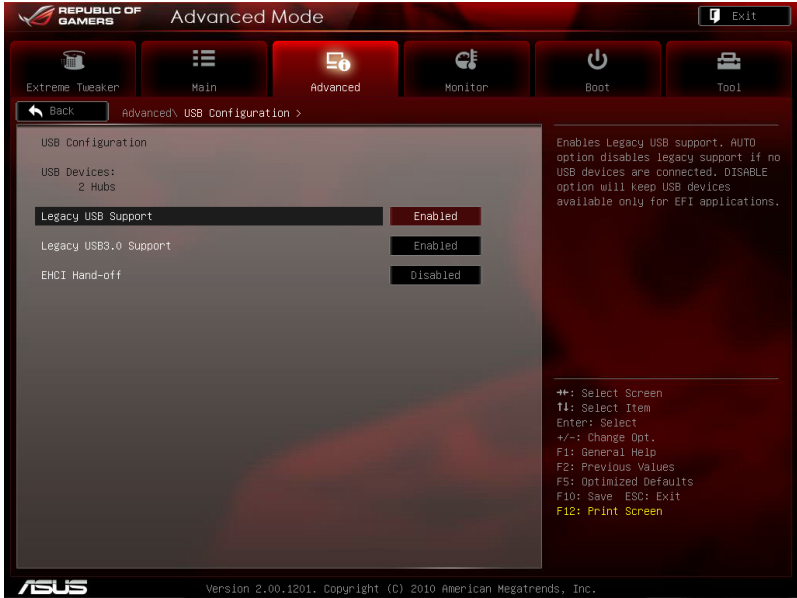 REPUBLIC OF
GAMERS
Advanced Mode
Exit
Extreme Tweaker
Main
Advanced
Monitor
Boot
Tool
Back
Advanced\ USB Configuration >
USB Configuration
USB Devices:
2 Hubs
Legacy USB Support Enabled
Legacy USB3.0 Support Enabled
EHCI Hand-off Disabled
Enables Legacy USB support. AUTO
option disables legacy support if no
USB devices are connected. DISABLE
option will keep USB devices
available only for EFI applications.
→←: Select Screen
↑↓: Select Item
Enter: Select
+/-: Change Opt.
F1: General Help
F2: Previous Values
F5: Optimized Defaults
F10: Save ESC: Exit
F12: Print Screen
ASUS
Version 2.00.1201. Copyright (C) 2010 American Megatrends, Inc.